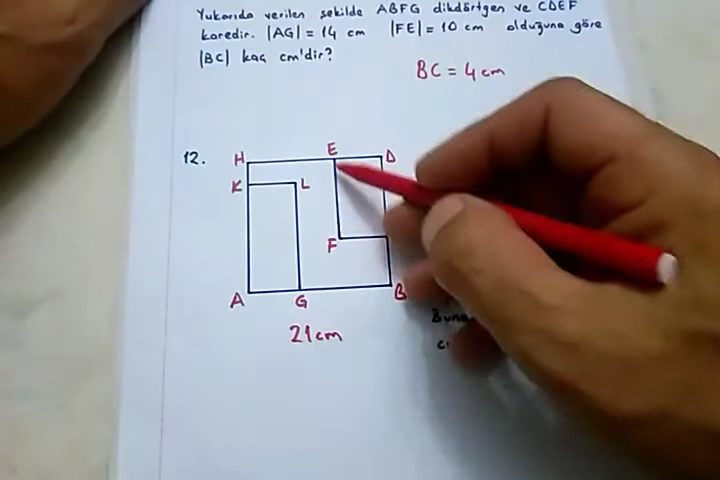 Yukarıda verilen şekilde ABFG dikdörtgen ve CDEF
karedir. |AG| = 14 cm |FE| = 10 cm olduğuna göre
|BC| kaç cm'dir?
BC = 4 cm
12.
H E D
K L
F
A G B
21cm